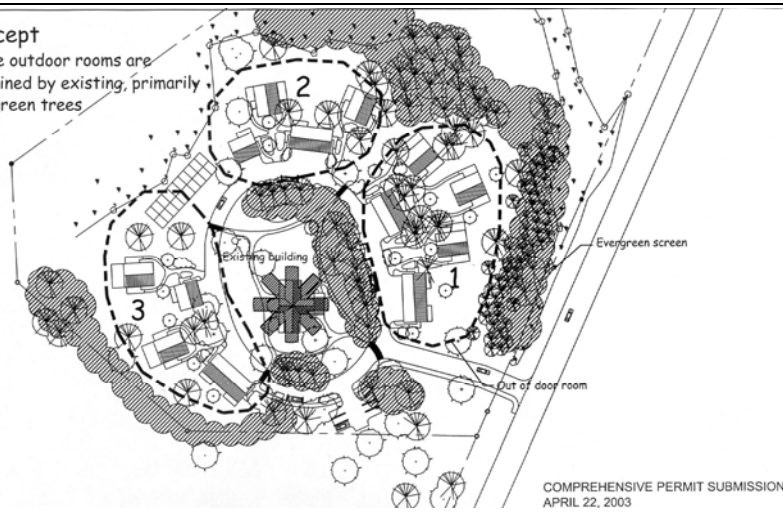 cept
e outdoor rooms are
ined by existing, primarily
reen trees
2
Evergreen screen
Existing building
1
3
Out of door room
COMPREHENSIVE PERMIT SUBMISSION
APRIL 22, 2003